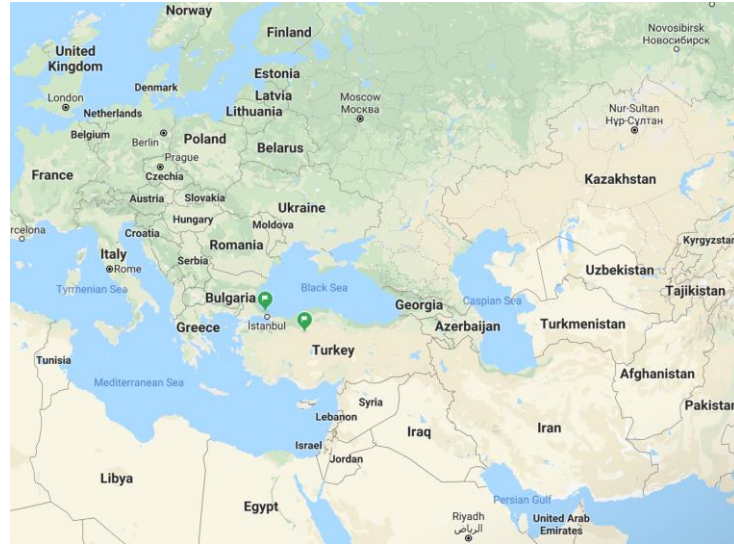 Norway
Finland
Novosibirsk
Новосибирск
United
Kingdom
Estonia
Denmark
Latvia
Moscow
Москва
London
Lithuania
Nur-Sultan
Нұр-Сұлтан
Netherlands
Belgium
Berlin
Poland
Belarus
Prague
Czechia
France
Kazakhstan
Austria
Slovakia
Ukraine
Hungary
Moldova
rcelona
Croatia
Romania
Kyrgyzstan
Italy
Rome
Serbia
Uzbekistan
Tyrrhenian Sea
Black Sea
Tajikistan
Bulgaria
Georgia
Caspian Sea
Greece
İstanbul
Azerbaijan
Turkmenistan
Tunisia
Turkey
Afghanistan
Mediterranean Sea
Syria
Pakistan
Lebanon
Israel
Iraq
Iran
Jordan
Libya
Egypt
Persian Gulf
Riyadh
الرياض
United Arab
Emirates